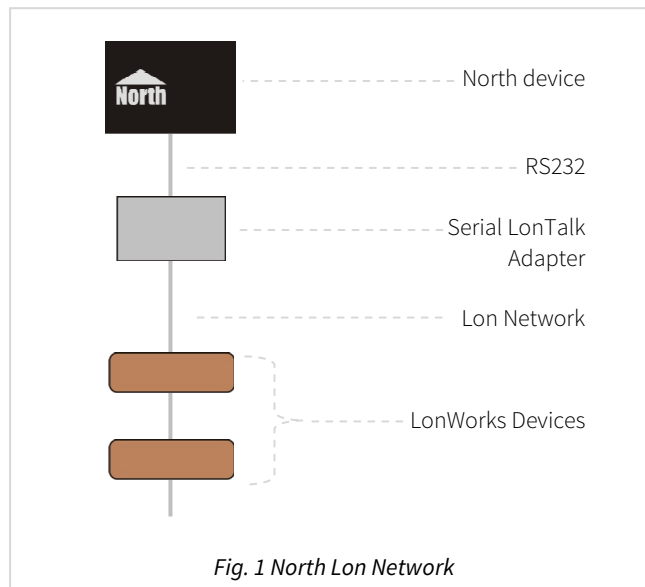 North
North device
RS232
Serial LonTalk
Adapter
Lon Network
LonWorks Devices
Fig. 1 North Lon Network